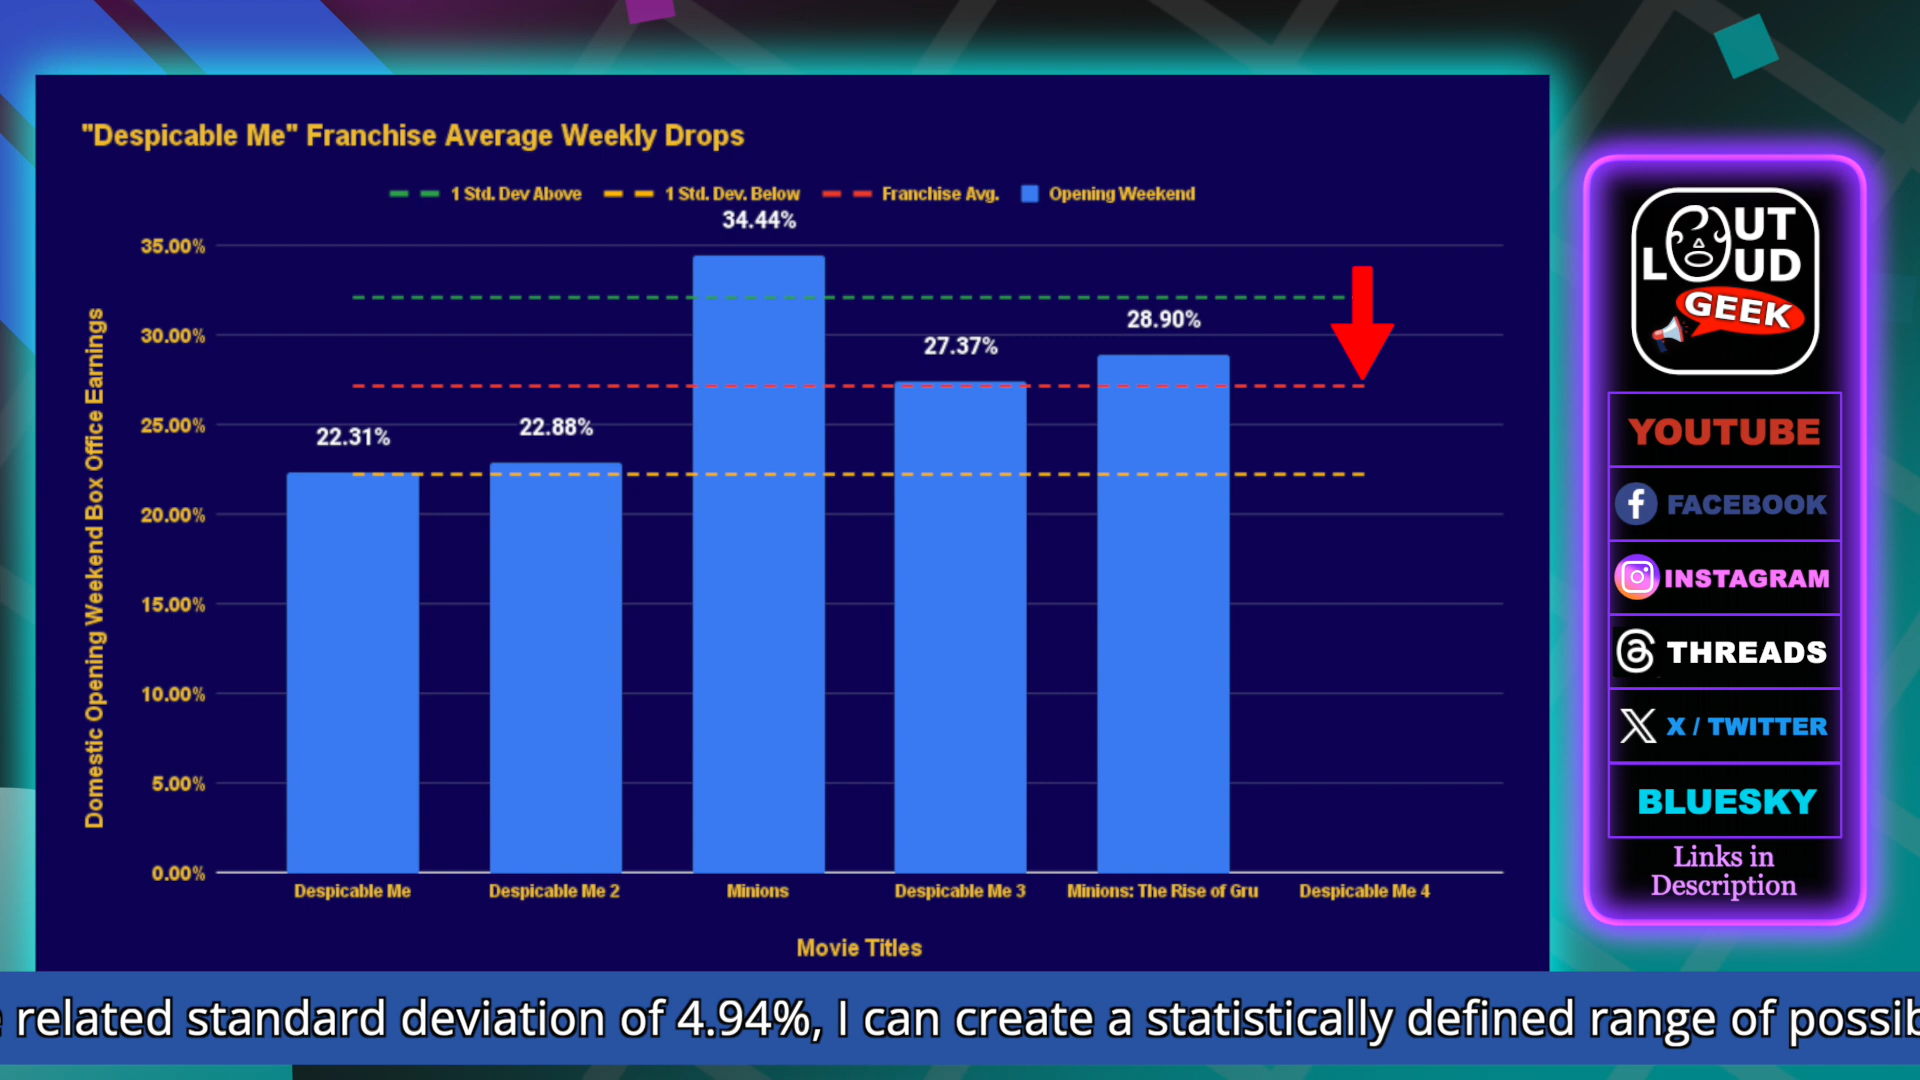 "Despicable Me" Franchise Average Weekly Drops
1 Std. Dev Above
1 Std. Dev. Below
Franchise Avg.
Opening Weekend
Domestic Opening Weekend Box Office Earnings
35.00%
30.00%
25.00%
20.00%
15.00%
10.00%
5.00%
0.00%
22.31%
22.88%
34.44%
27.37%
28.90%
Despicable Me
Despicable Me 2
Minions
Despicable Me 3
Minions: The Rise of Gru
Despicable Me 4
Movie Titles
OUT
LOUD
GEEK
YOUTUBE
FACEBOOK
INSTAGRAM
THREADS
X / TWITTER
BLUESKY
Links in
Description
related standard deviation of 4.94%, I can create a statistically defined range of possib